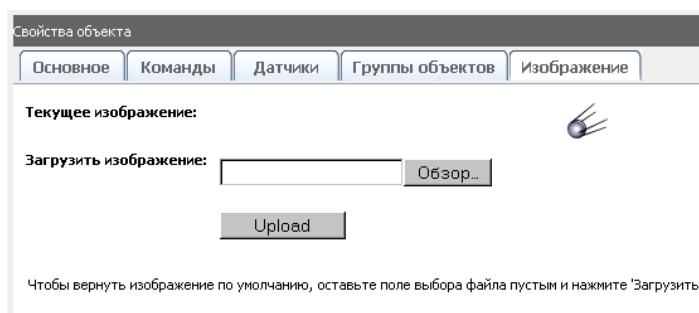 Свойства объекта
Основное Команды Датчики Группы объектов Изображение
Текущее изображение:
Загрузить изображение: Обзор...
Upload
Чтобы вернуть изображение по умолчанию, оставьте поле выбора файла пустым и нажмите 'Загрузить